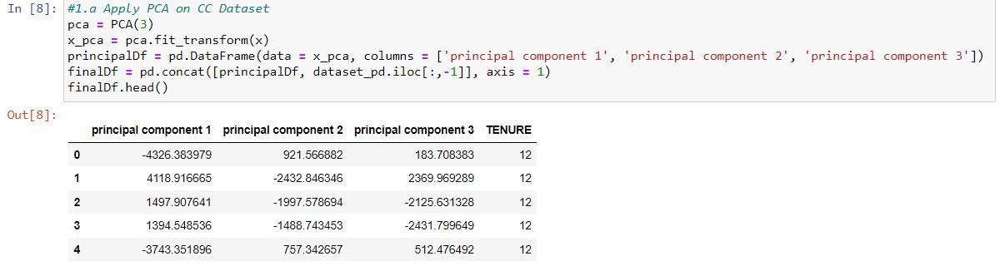 In [8]: #1.a Apply PCA on CC Dataset
pca = PCA(3)
x_pca = pca.fit_transform(x)
principalDf = pd.DataFrame(data = x_pca, columns = ['principal component 1', 'principal component 2', 'principal component 3'])
finalDf = pd.concat([principalDf, dataset_pd.iloc[:,-1]], axis = 1)
finalDf.head()
Out[8]:
principal component 1 principal component 2 principal component 3 TENURE
0 -4326.383979 921.566882 183.708383 12
1 4118.916665 -2432.846346 2369.969289 12
2 1497.907641 -1997.578694 -2125.631328 12
3 1394.548536 -1488.743453 -2431.799649 12
4 -3743.351896 757.342657 512.476492 12